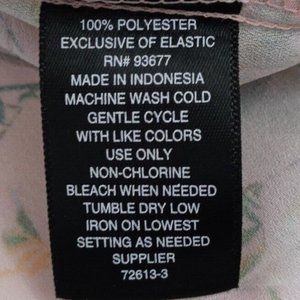 100% POLYESTER
EXCLUSIVE OF ELASTIC
RN# 93677
MADE IN INDONESIA
MACHINE WASH COLD
GENTLE CYCLE
WITH LIKE COLORS
USE ONLY
NON-CHLORINE
BLEACH WHEN NEEDED
TUMBLE DRY LOW
IRON ON LOWEST
SETTING AS NEEDED
SUPPLIER
72613-3